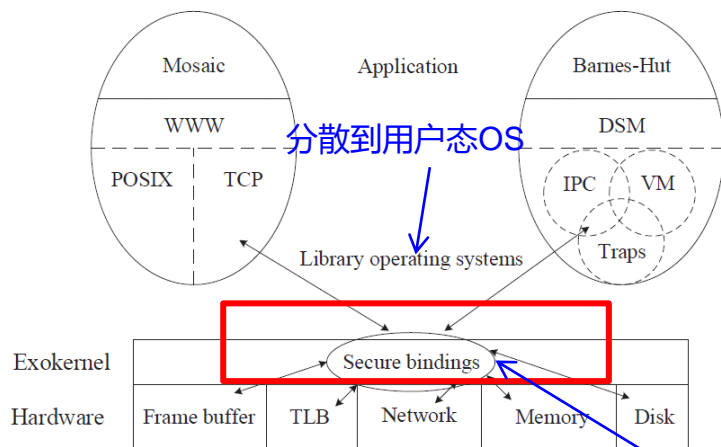 Mosaic Application Barnes-Hut
WWW DSM
分散到用户态OS
POSIX TCP IPC VM
Traps
Library operating systems
Exokernel Secure bindings
Hardware Frame buffer TLB Network Memory Disk